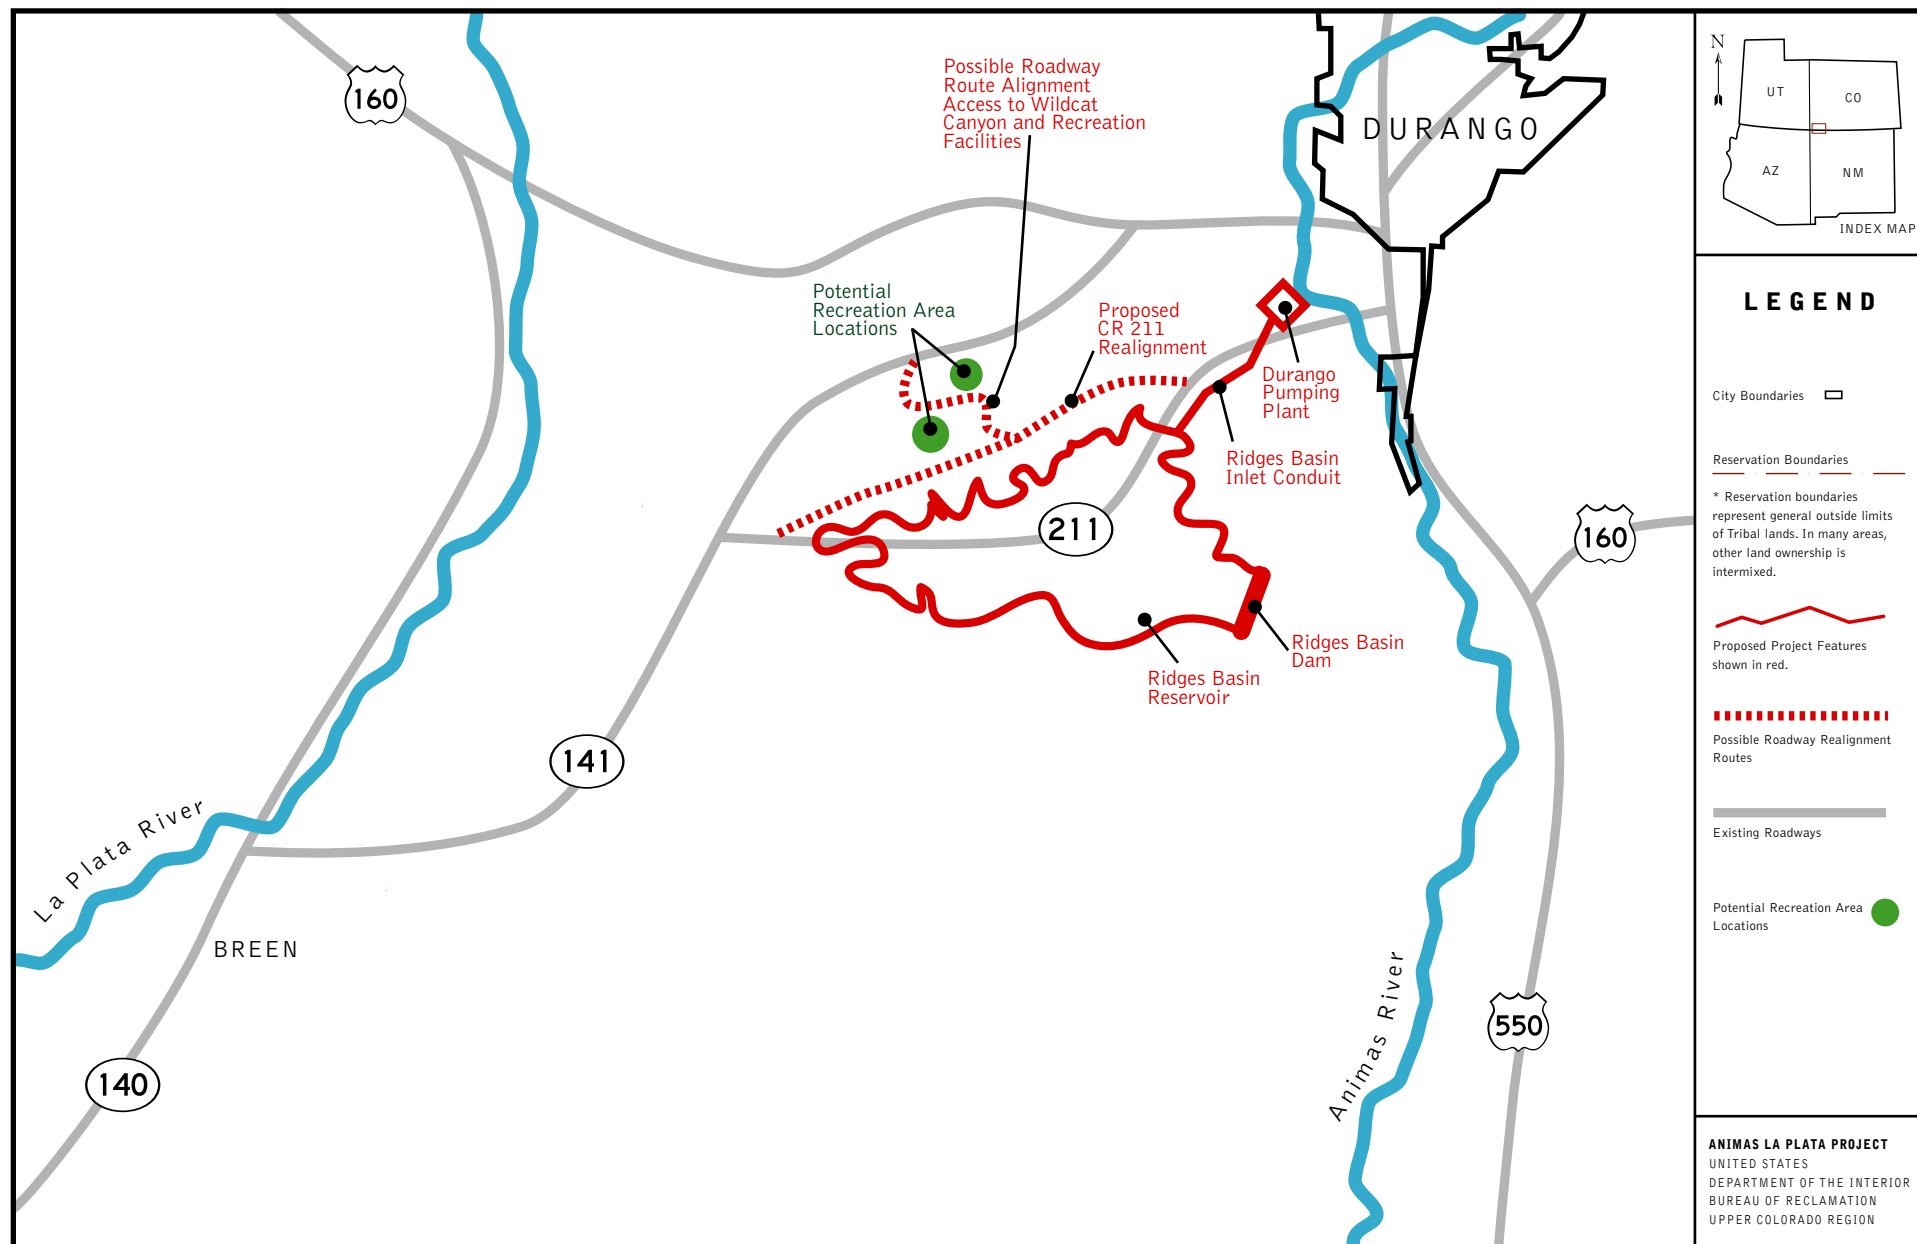 160
Possible Roadway
Route Alignment
Access to Wildcat
Canyon and Recreation
Facilities
DURANGO
Potential
Recreation Area
Locations
Proposed
CR 211
Realignment
Durango
Pumping
Plant
Ridges Basin
Inlet Conduit
211
160
Ridges Basin
Dam
Ridges Basin
Reservoir
141
La Plata River
BREEN
Animas River
550
140
N
UT
CO
AZ
NM
INDEX MAP
LEGEND
City Boundaries
Reservation Boundaries
* Reservation boundaries
represent general outside limits
of Tribal lands. In many areas,
other land ownership is
intermixed.
Proposed Project Features
shown in red.
Possible Roadway Realignment
Routes
Existing Roadways
Potential Recreation Area
Locations
ANIMAS LA PLATA PROJECT
UNITED STATES
DEPARTMENT OF THE INTERIOR
BUREAU OF RECLAMATION
UPPER COLORADO REGION